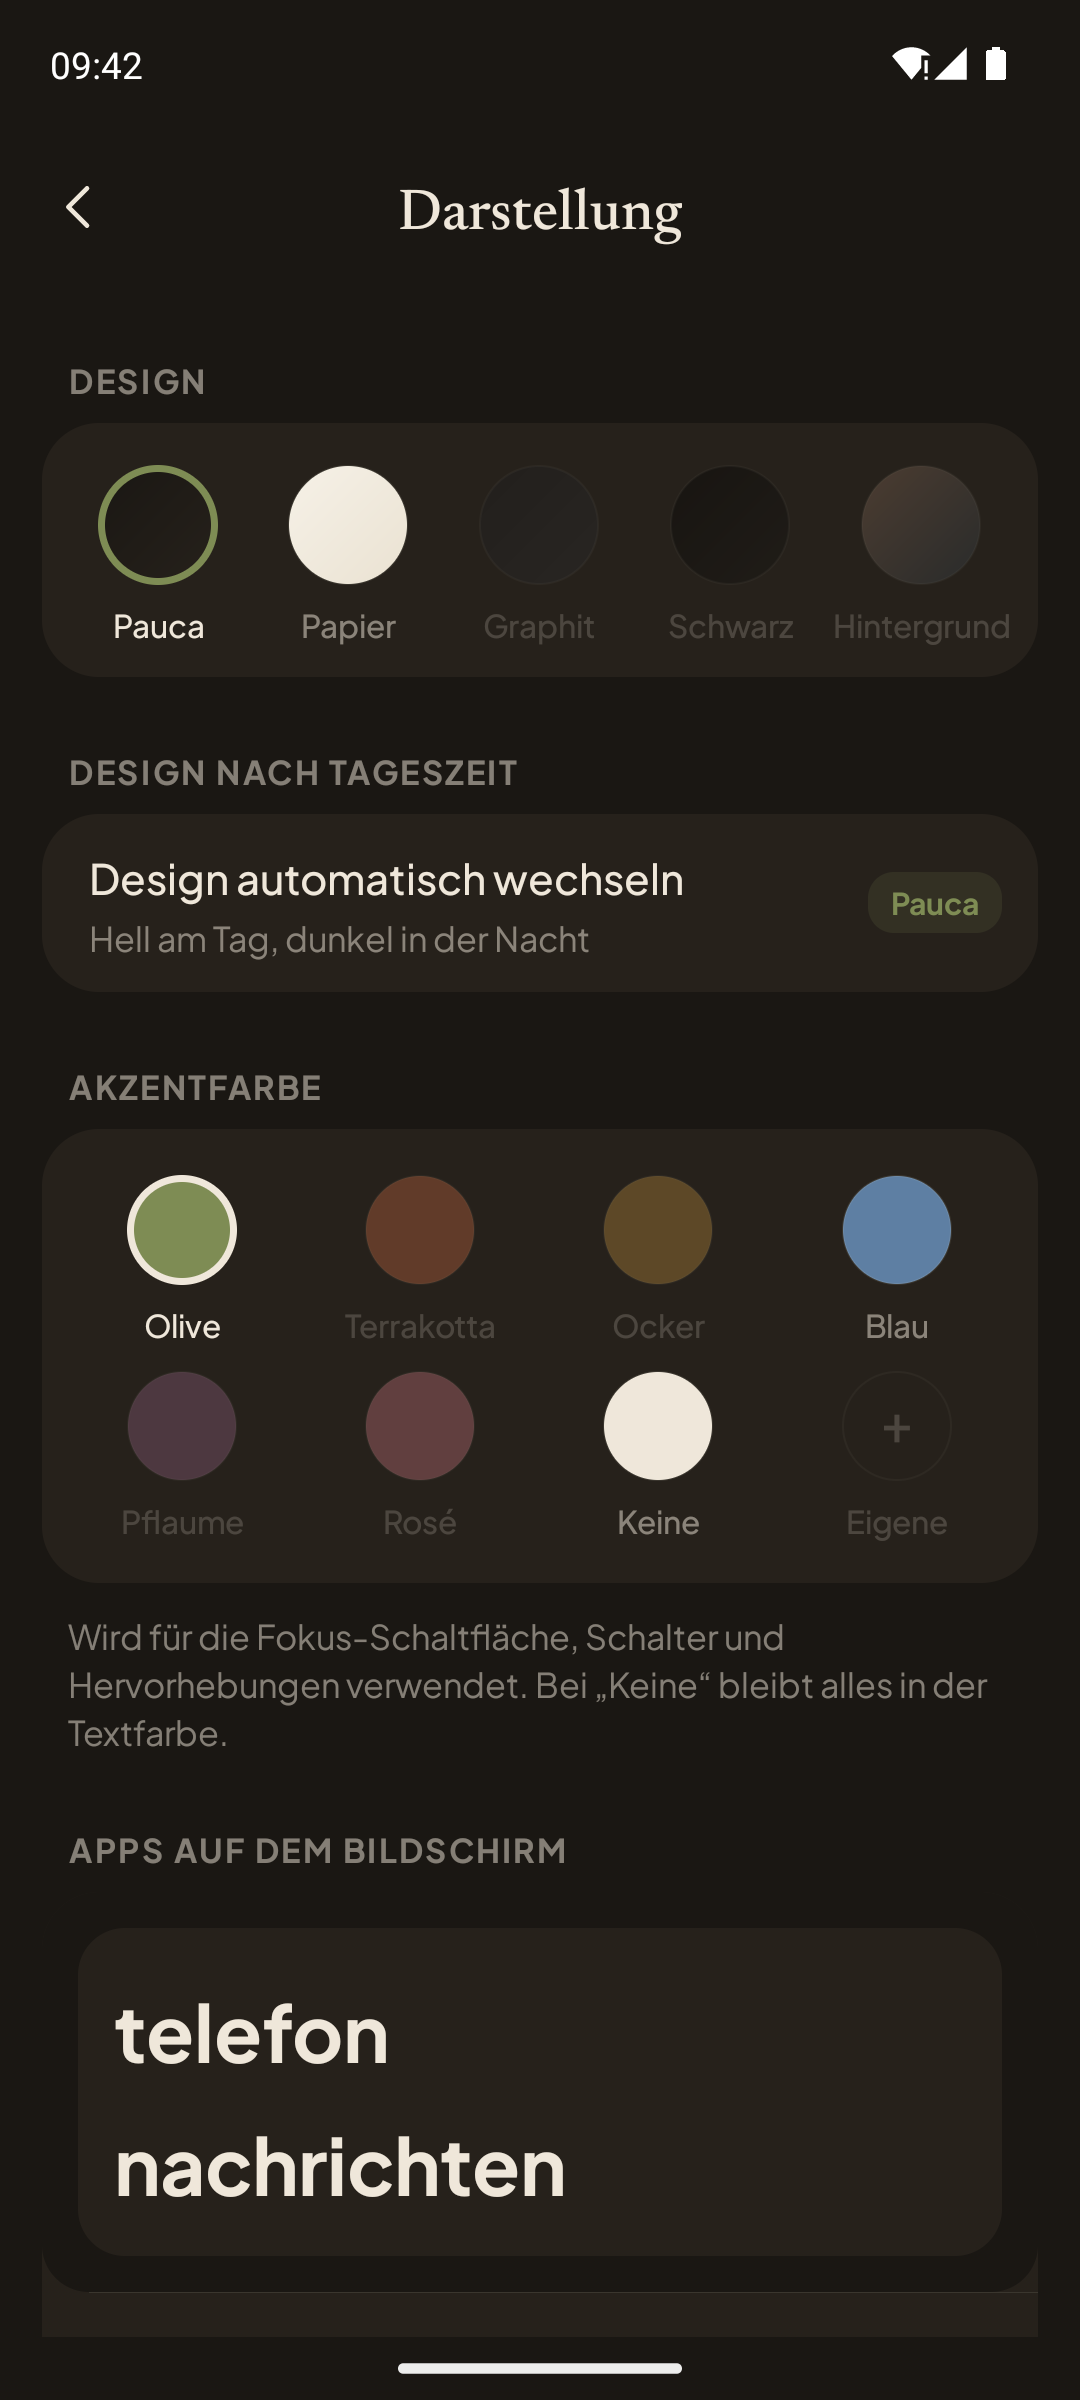 09:42
Darstellung
DESIGN
Pauca
Papier
Graphit
Schwarz
Hintergrund
DESIGN NACH TAGESZEIT
Design automatisch wechseln
Hell am Tag, dunkel in der Nacht
Pauca
AKZENTFARBE
Olive
Terrakotta
Ocker
Blau
+
Pflaume
Rosé
Keine
Eigene
Wird für die Fokus-Schaltfläche, Schalter und
Hervorhebungen verwendet. Bei „Keine“ bleibt alles in der
Textfarbe.
APPS AUF DEM BILDSCHIRM
telefon
nachrichten